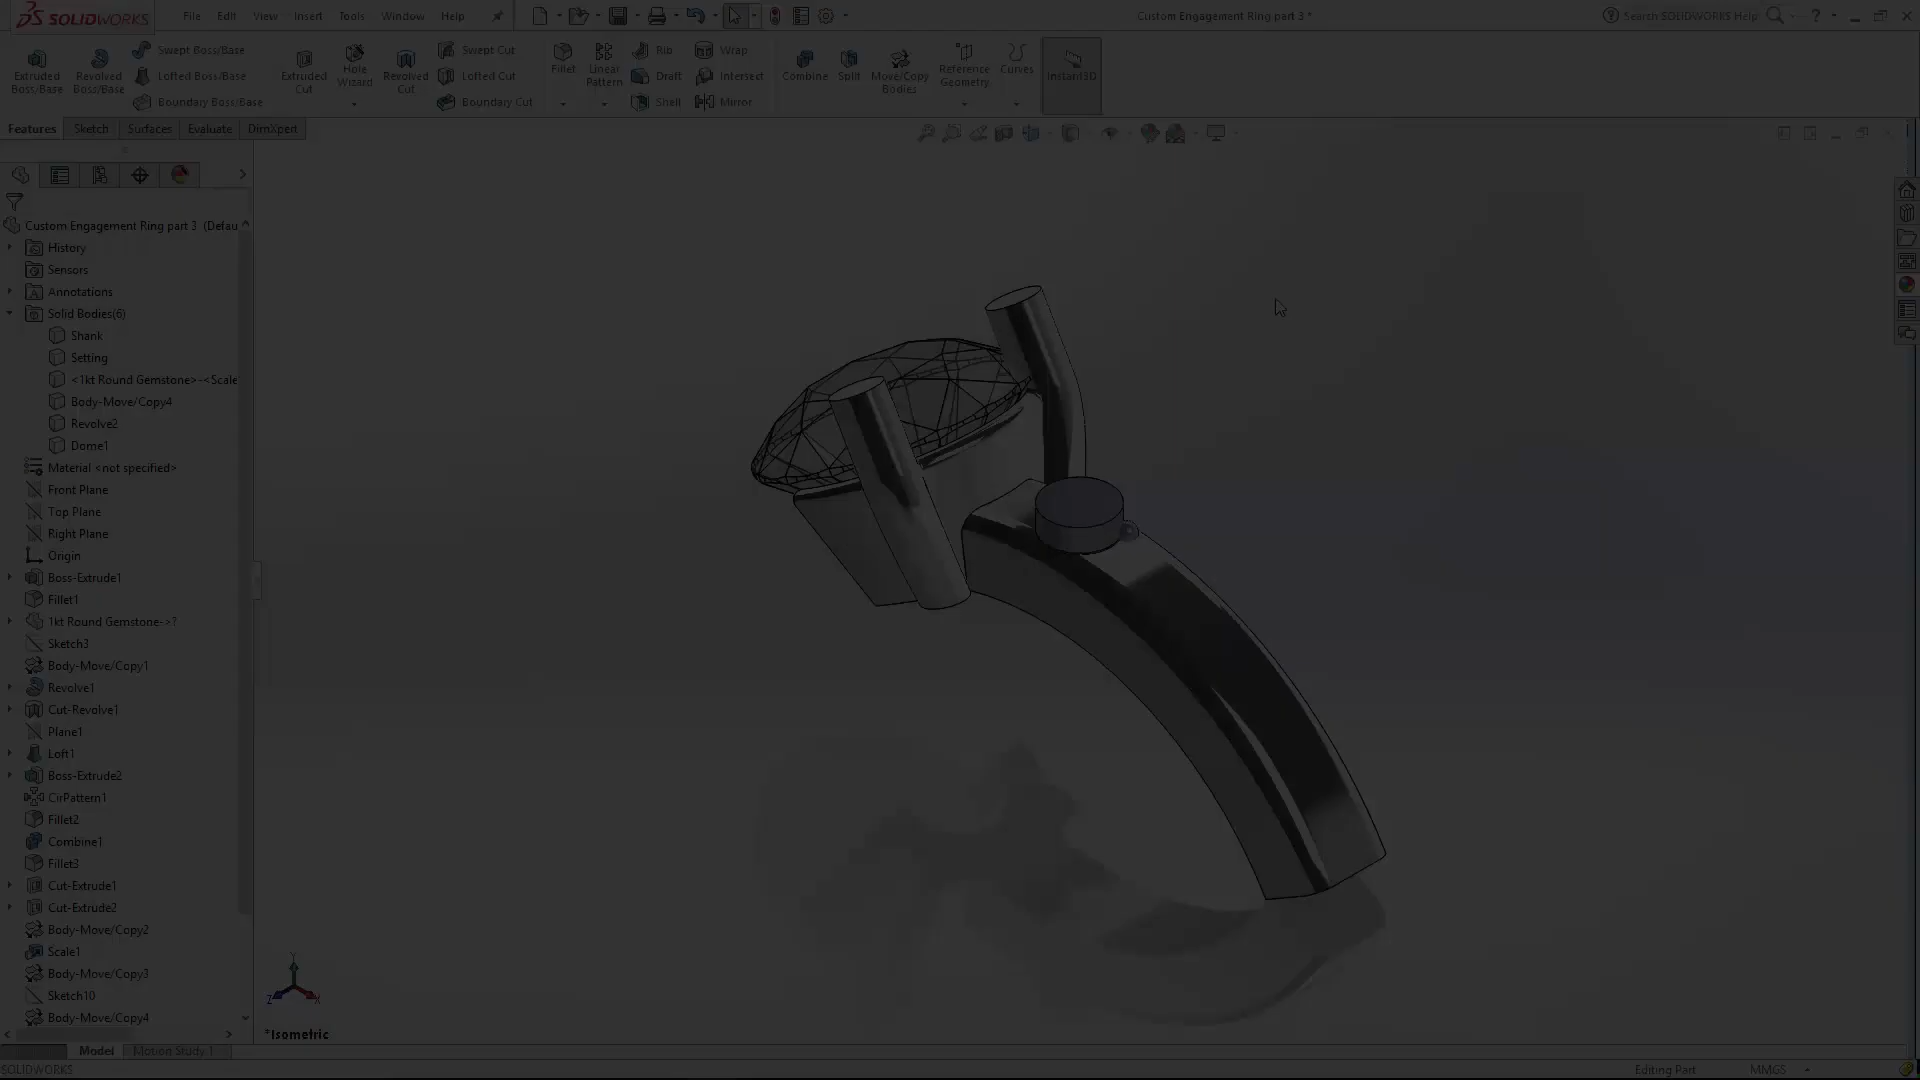 SOLIDWORKS File Edit View Insert Tools Window Help Custom Engagement Ring part 3 * Search SOLIDWORKS Help
Extruded Boss/Base
Revolved Boss/Base
Swept Boss/Base
Lofted Boss/Base
Boundary Boss/Base
Extruded Cut
Hole Wizard
Revolved Cut
Swept Cut
Lofted Cut
Boundary Cut
Fillet
Linear Pattern
Rib
Draft
Shell
Wrap
Intersect
Mirror
Combine
Split
Move/Copy Bodies
Reference Geometry
Curves
Instant3D
Features Sketch Surfaces Evaluate DimXpert
Custom Engagement Ring part 3 (Defau
History
Sensors
Annotations
Solid Bodies(6)
Shank
Setting
<1kt Round Gemstone>-<Scale
Body-Move/Copy4
Revolve2
Dome1
Material <not specified>
Front Plane
Top Plane
Right Plane
Origin
Boss-Extrude1
Fillet1
1kt Round Gemstone->?
Sketch3
Body-Move/Copy1
Revolve1
Cut-Revolve1
Plane1
Loft1
Boss-Extrude2
CirPattern1
Fillet2
Combine1
Fillet3
Cut-Extrude1
Cut-Extrude2
Body-Move/Copy2
Scale1
Body-Move/Copy3
Sketch10
Body-Move/Copy4
Y
Z X
*Isometric
Model Motion Study 1
SOLIDWORKS Editing Part MMGS